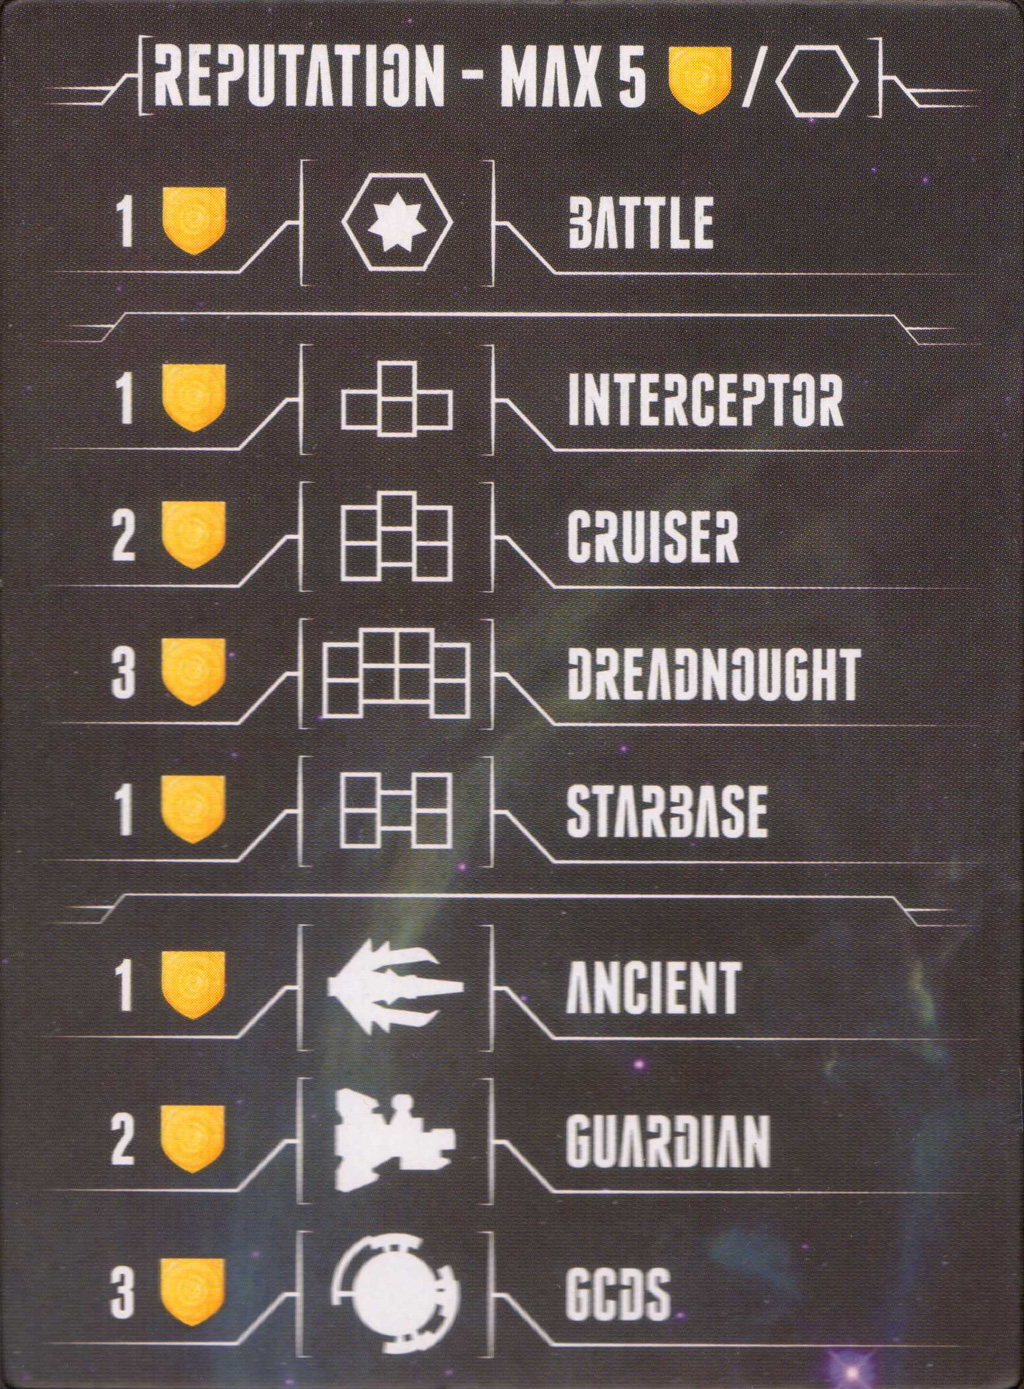 REPUTATION - MAX 5 /
1 BATTLE
1 INTERCEPTOR
2 CRUISER
3 DREADNOUGHT
1 STARBASE
1 ANCIENT
2 GUARDIAN
3 GCDS